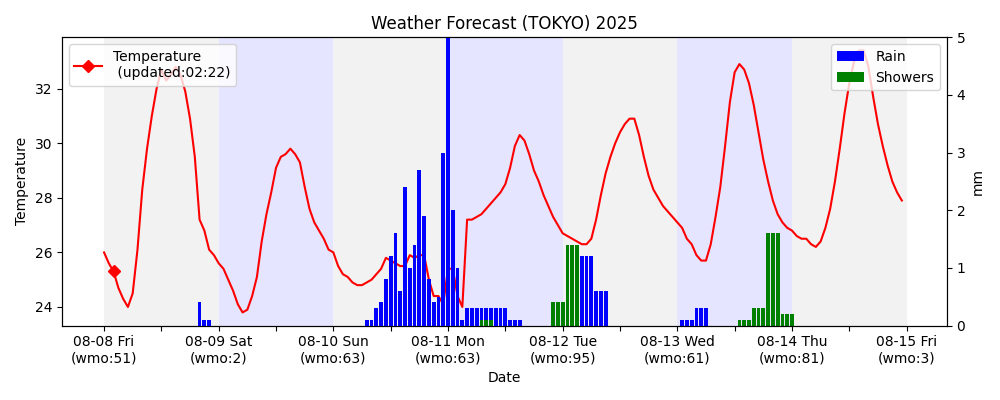 Weather Forecast (TOKYO) 2025
Temperature
(updated:02:22)
Rain
Showers
Temperature
32
30
28
26
24
5
4
3
2
1
0
mm
08-08 Fri
(wmo:51)
08-09 Sat
(wmo:2)
08-10 Sun
(wmo:63)
08-11 Mon
(wmo:63)
08-12 Tue
(wmo:95)
08-13 Wed
(wmo:61)
08-14 Thu
(wmo:81)
08-15 Fri
(wmo:3)
Date